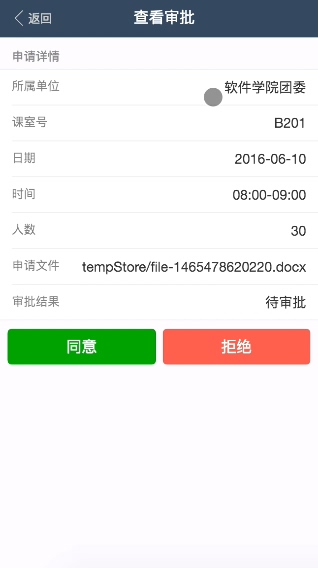 返回 查看审批
申请详情
所属单位 软件学院团委
课室号 B201
日期 2016-06-10
时间 08:00-09:00
人数 30
申请文件 tempStore/file-1465478620220.docx
审批结果 待审批
同意 拒绝